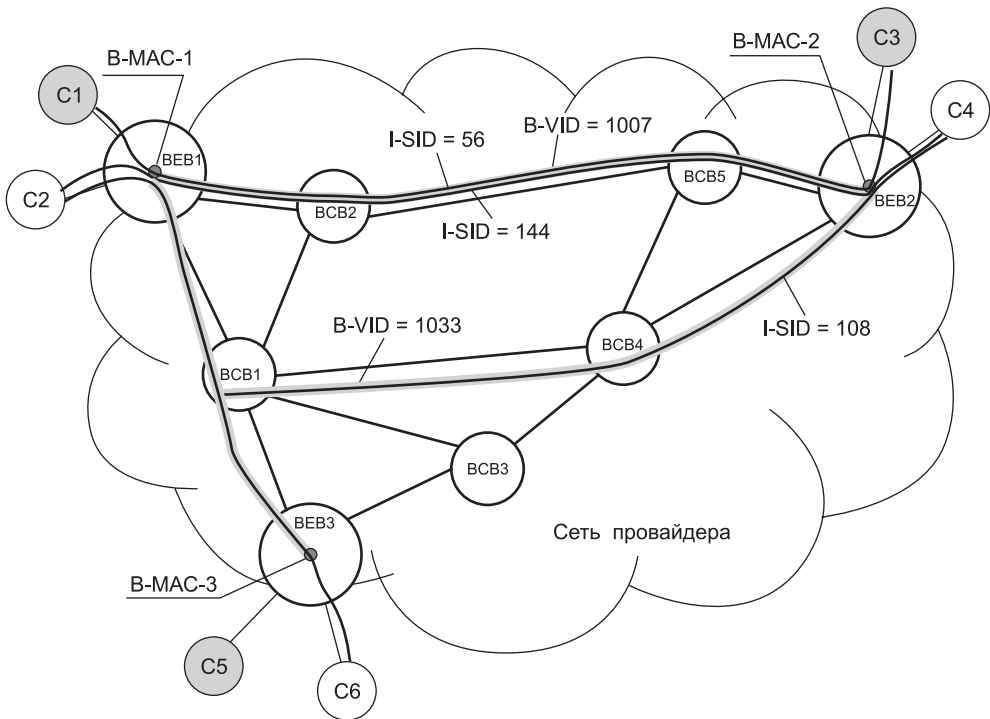 B-MAC-1
B-MAC-2
C3
C1
C4
B-VID = 1007
I-SID = 56
BEB1
BCB5
C2
BCB2
BEB2
I-SID = 144
B-VID = 1033
I-SID = 108
BCB4
BCB1
BCB3
BEB3
Сеть провайдера
B-MAC-3
C5
C6